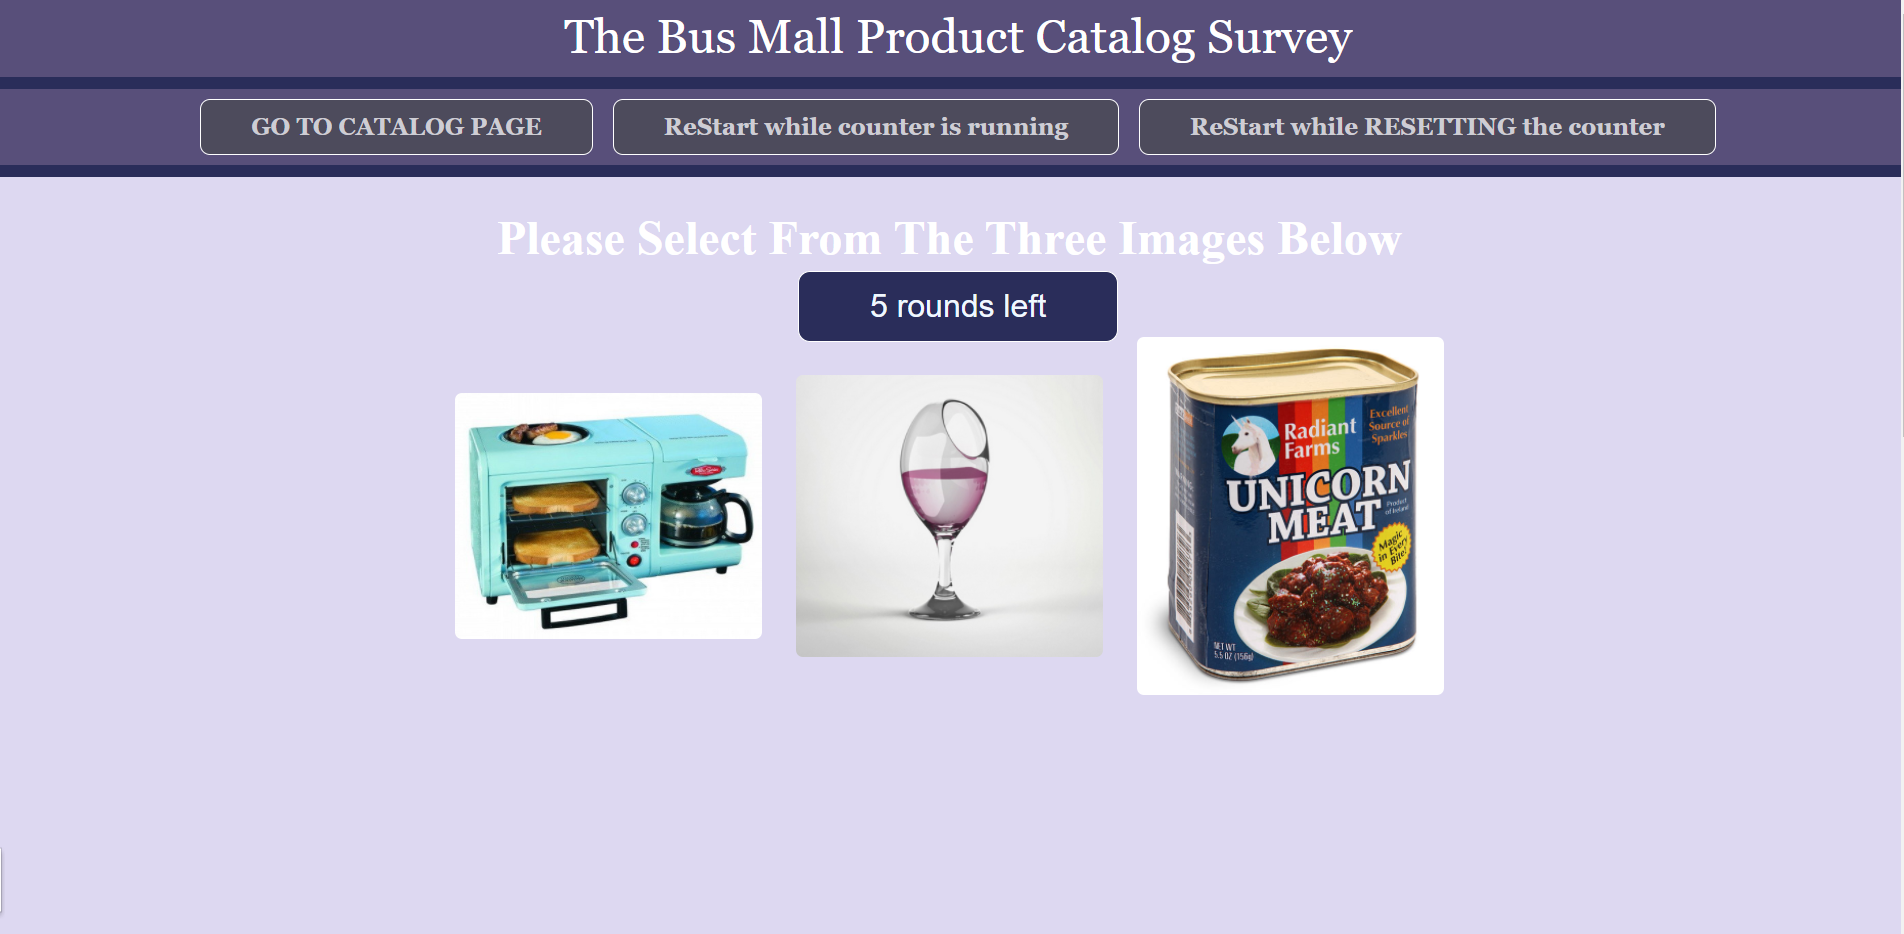 The Bus Mall Product Catalog Survey
GO TO CATALOG PAGE
ReStart while counter is running
ReStart while RESETTING the counter
Please Select From The Three Images Below
5 rounds left
Radiant
Farms
Excellent
Source of
Sparkles
UNICORN
MEAT
Product
of Ireland
Magic
in Every
Bite!
NET WT
5.5 OZ (156g)